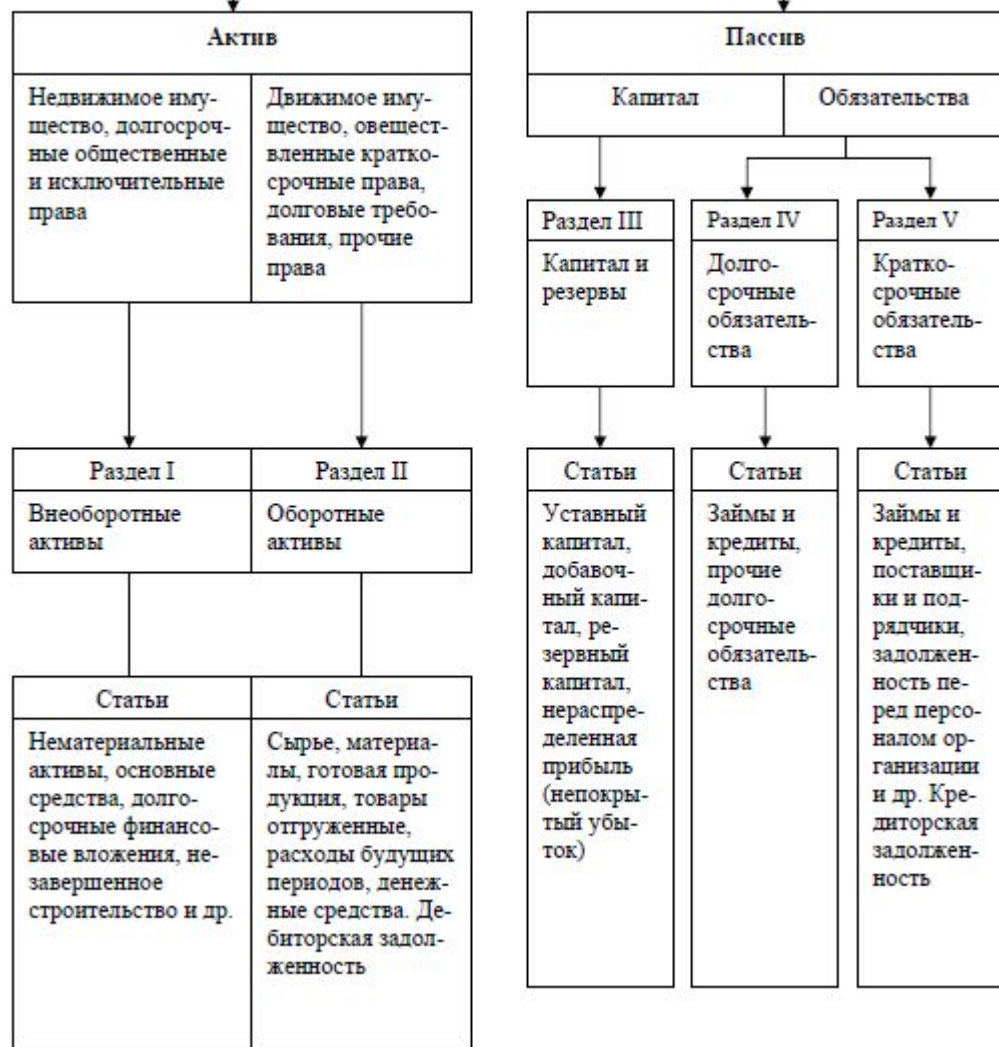 Актив
Недвижимое иму-
щество, долгосроч-
ные общественные
и исключительные
права
Движимое иму-
щество, овещест-
вленные кратко-
срочные права,
долговые требо-
вания, прочие
права
Раздел I
Внеоборотные
активы
Раздел II
Оборотные
активы
Статьи
Нематериальные
активы, основные
средства, долго-
срочные финансо-
вые вложения, не-
завершенное
строительство и др.
Статьи
Сырье, материа-
лы, готовая про-
дукция, товары
отгруженные,
расходы будущих
периодов, денеж-
ные средства. Де-
биторская задол-
женность
Пассив
Капитал
Обязательства
Раздел III
Капитал и
резервы
Раздел IV
Долго-
срочные
обязатель-
ства
Раздел V
Кратко-
срочные
обязатель-
ства
Статьи
Уставный
капитал,
добавоч-
ный капи-
тал, ре-
зервный
капитал,
нераспре-
деленная
прибыль
(непокры-
тый убы-
ток)
Статьи
Займы и
кредиты,
прочие
долго-
срочные
обязатель-
ства
Статьи
Займы и
кредиты,
поставщи-
ки и под-
рядчики,
задолжен-
ность пе-
ред персо-
налом ор-
ганизации
и др. Кре-
диторская
задолжен-
ность